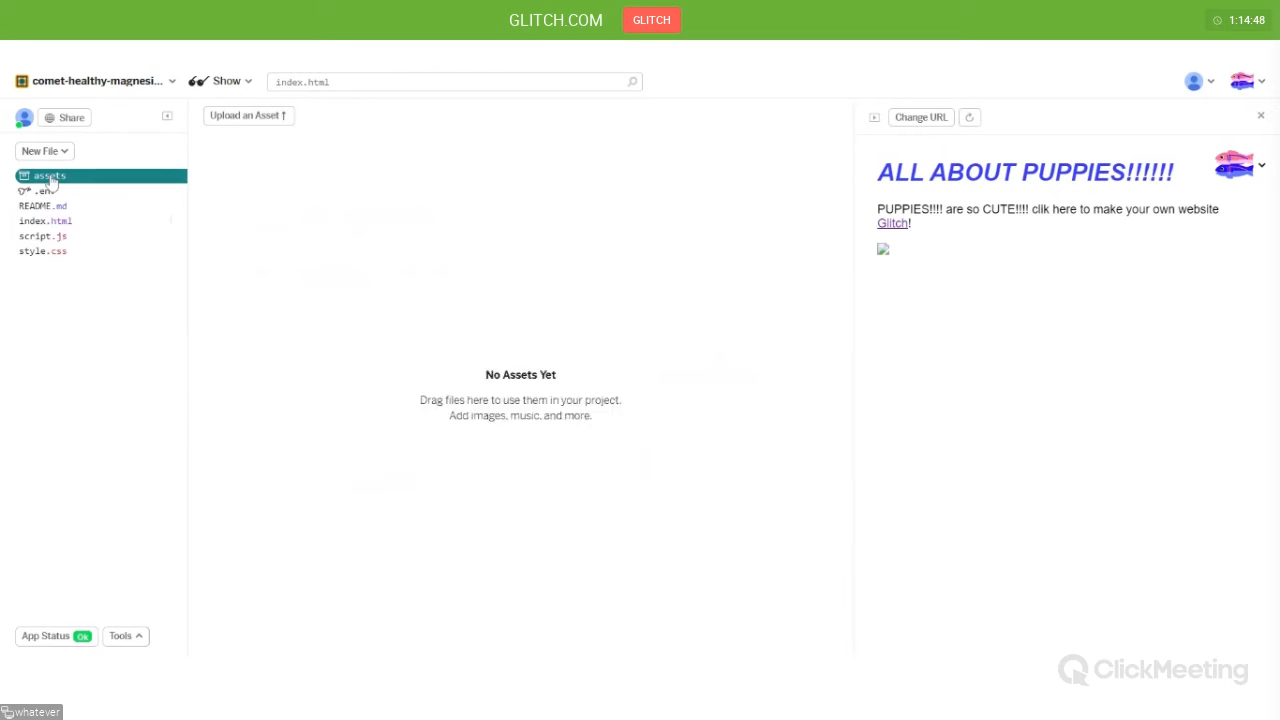 GLITCH.COM GLITCH 1:14:48
comet-healthy-magnesi... Show index.html
Share Upload an Asset Change URL
New File
assets
.env
README.md
index.html
script.js
style.css
ALL ABOUT PUPPIES!!!!!!
PUPPIES!!!! are so CUTE!!!! clik here to make your own website
Glitch!
No Assets Yet
Drag files here to use them in your project.
Add images, music, and more.
App Status Ok Tools
ClickMeeting
whatever